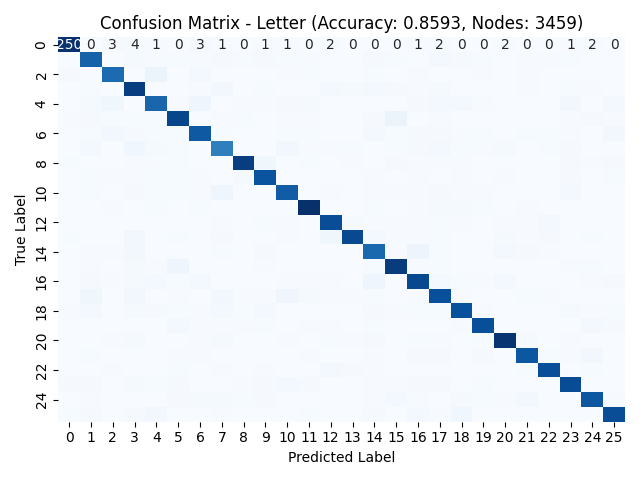 Confusion Matrix - Letter (Accuracy: 0.8593, Nodes: 3459)
0 250 0 3 4 1 0 3 1 0 1 1 0 2 0 0 0 1 2 0 0 2 0 0 1 2 0
2
4
6
8
10
12
14
16
18
20
22
24
True Label
0 1 2 3 4 5 6 7 8 9 10 11 12 13 14 15 16 17 18 19 20 21 22 23 24 25
Predicted Label